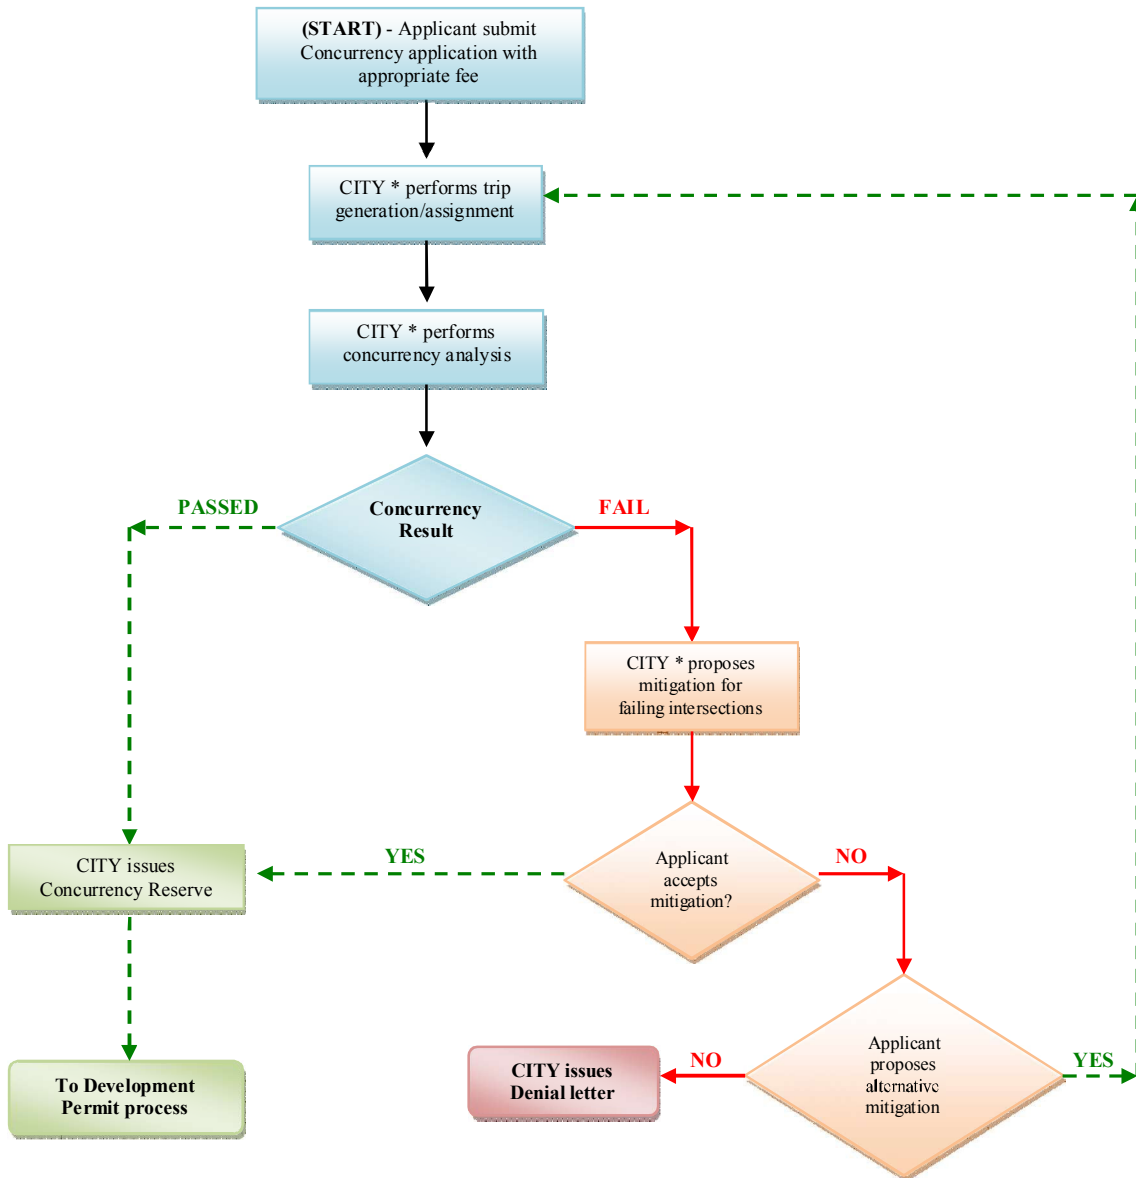 (START) - Applicant submit
Concurrency application with
appropriate fee
CITY * performs trip
generation/assignment
CITY * performs
concurrency analysis
PASSED
Concurrency
Result
FAIL
CITY * proposes
mitigation for
failing intersections
CITY issues
Concurrency Reserve
YES
Applicant
accepts
mitigation?
NO
To Development
Permit process
CITY issues
Denial letter
NO
Applicant
proposes
alternative
mitigation
YES